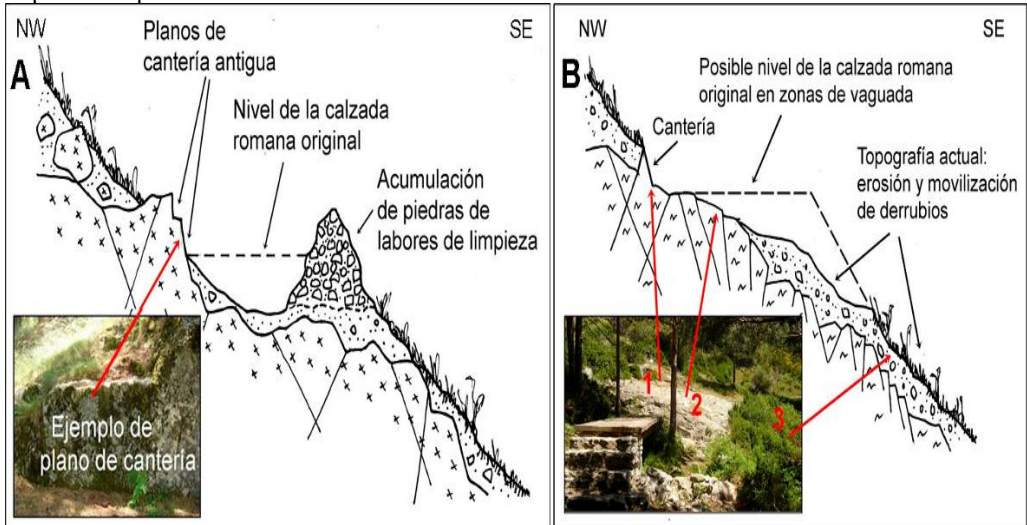 NW
SE
A
Planos de
cantería antigua
Nivel de la calzada
romana original
Acumulación
de piedras de
labores de limpieza
Ejemplo de
plano de cantería
NW
SE
B
Posible nivel de la calzada romana
original en zonas de vaguada
Cantería
Topografía actual:
erosión y movilización
de derrubios
1
2
3